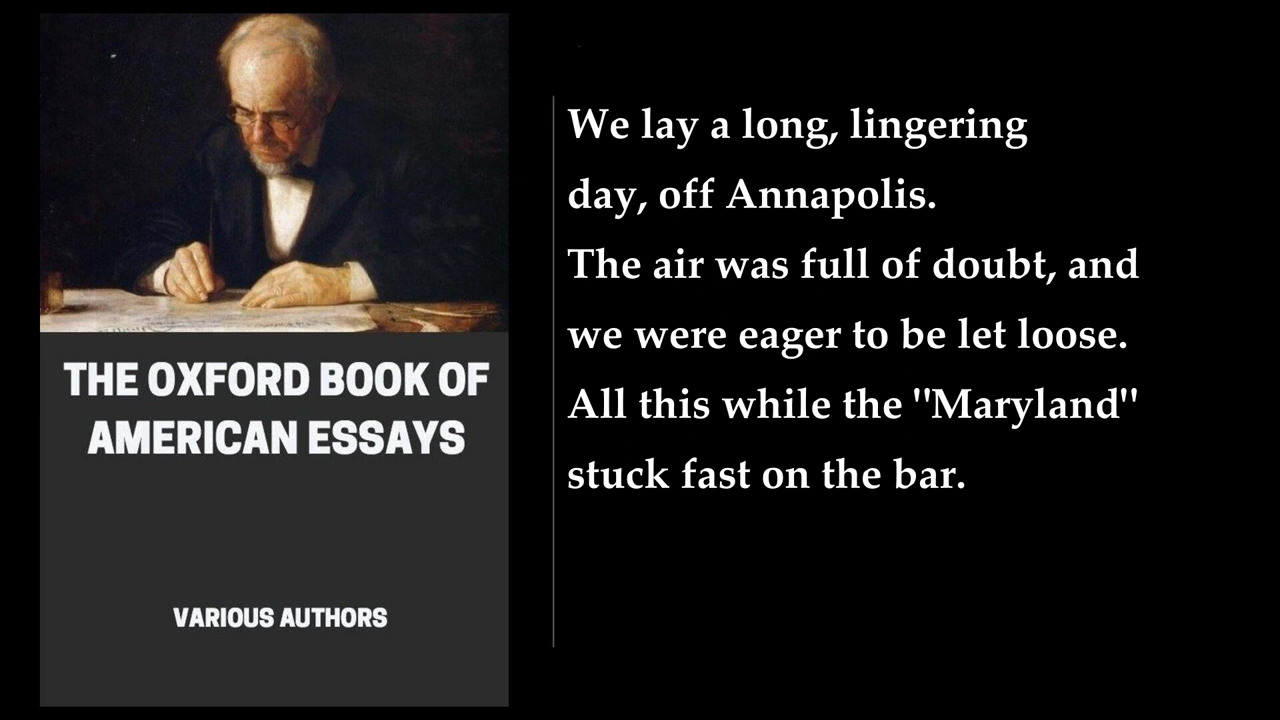 THE OXFORD BOOK OF
AMERICAN ESSAYS
VARIOUS AUTHORS
We lay a long, lingering
day, off Annapolis.
The air was full of doubt, and
we were eager to be let loose.
All this while the "Maryland"
stuck fast on the bar.